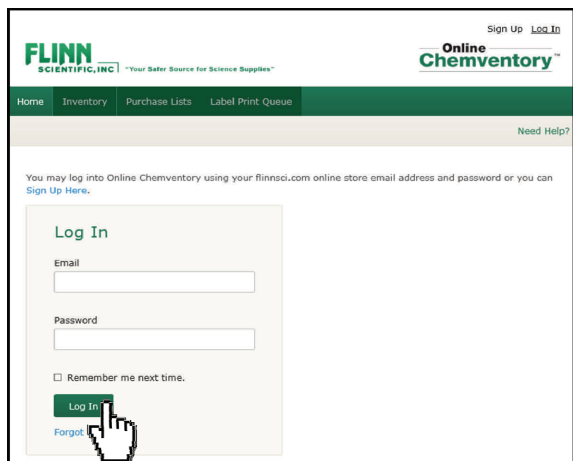 Sign Up Log In
FLINN
SCIENTIFIC, INC
"Your Safer Source for Science Supplies"
Online
Chemventory™
Home Inventory Purchase Lists Label Print Queue
Need Help?
You may log into Online Chemventory using your flinnsci.com online store email address and password or you can
Sign Up Here.
Log In
Email
Password
Remember me next time.
Log In
Forgot